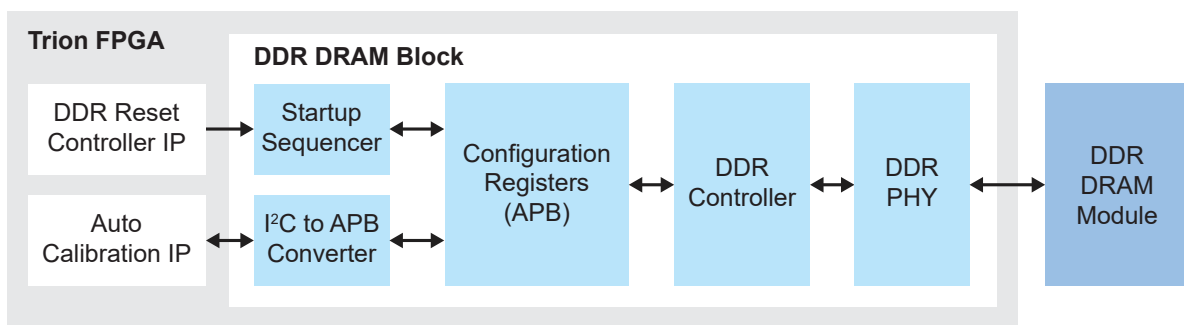 Trion FPGA
DDR DRAM Block
DDR Reset
Controller IP
Startup
Sequencer
Auto
Calibration IP
I²C to APB
Converter
Configuration
Registers
(APB)
DDR
Controller
DDR
PHY
DDR
DRAM
Module